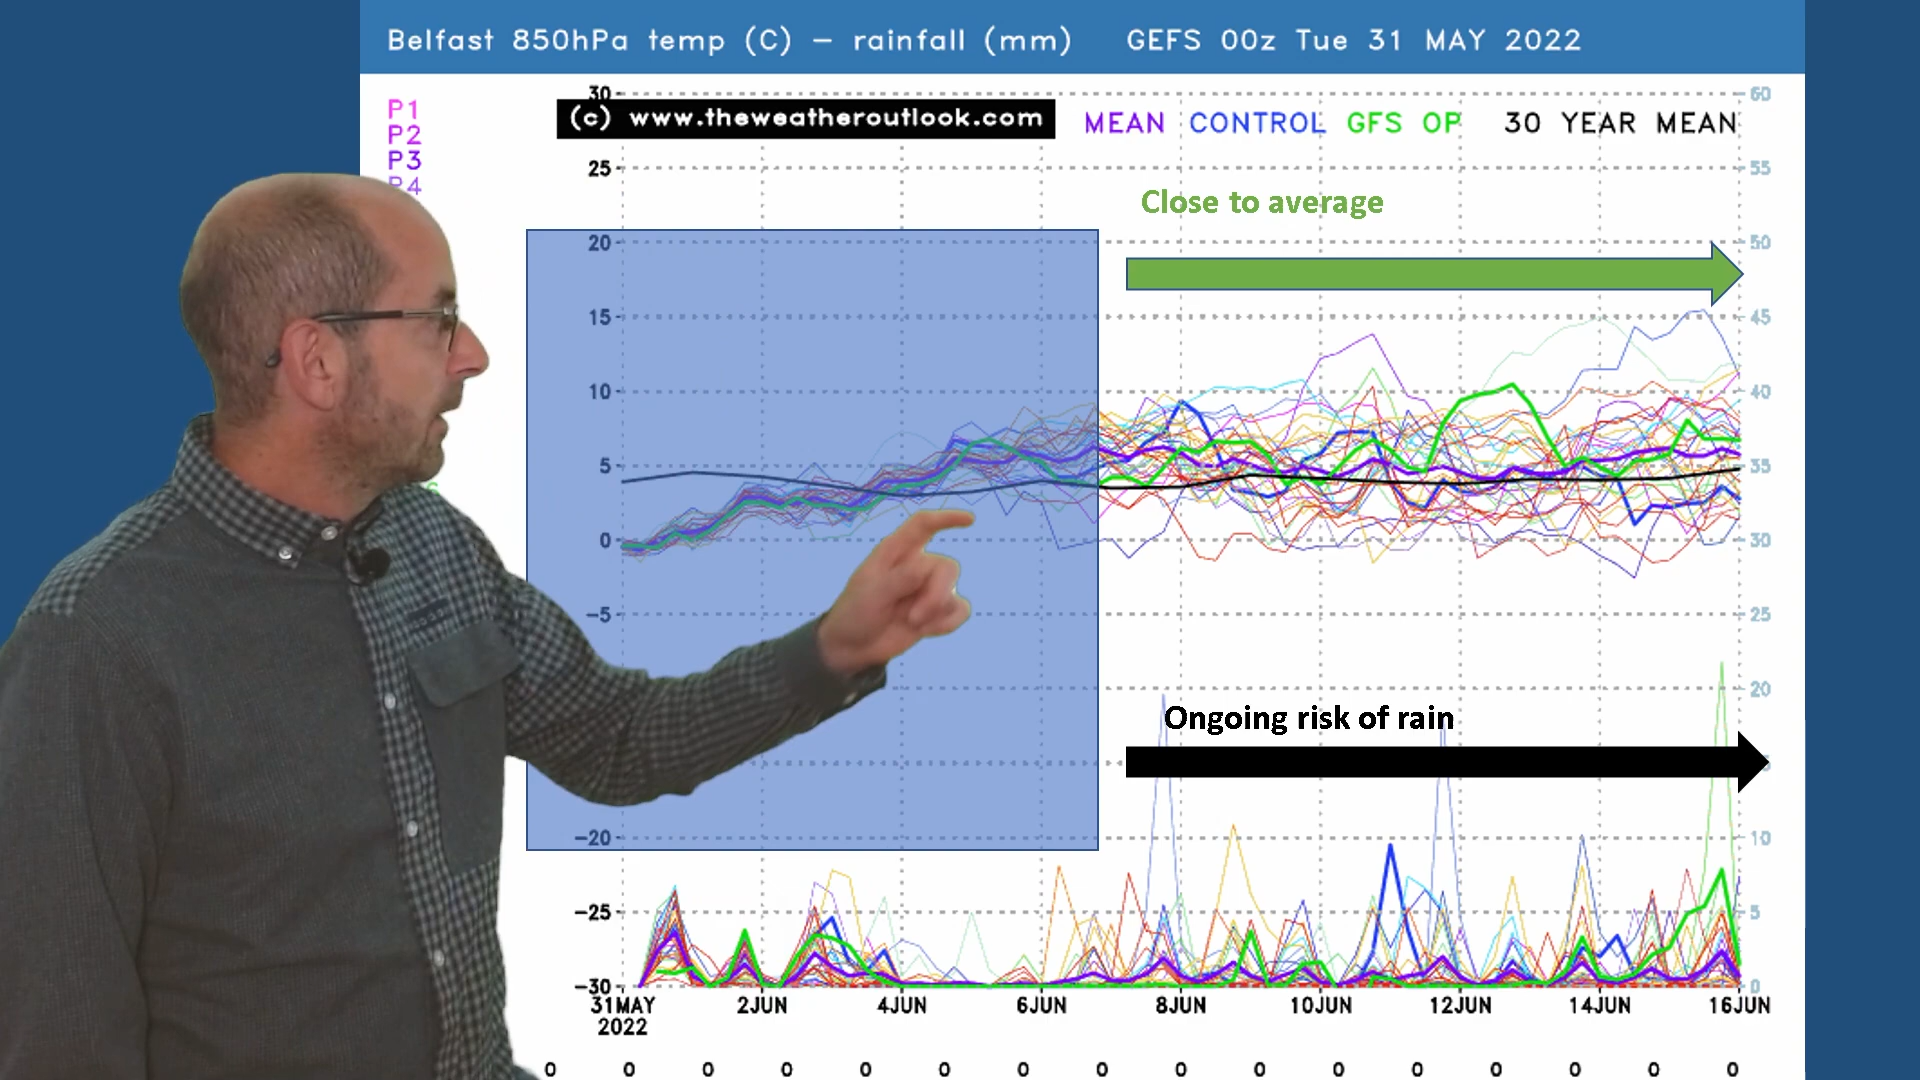 Belfast 850hPa temp (C) – rainfall (mm) GEFS 00z Tue 31 MAY 2022
P1
P2
P3
P4
(c) www.theweatheroutlook.com
MEAN CONTROL GFS OP 30 YEAR MEAN
Close to average
Ongoing risk of rain
30
25
20
15
10
5
0
-5
-20
-25
-30
60
55
50
45
40
35
30
25
20
10
5
0
31MAY 2JUN 4JUN 6JUN 8JUN 10JUN 12JUN 14JUN 16JUN
2022
0 0 0 0 0 0 0 0 0 0 0 0 0 0 0 0